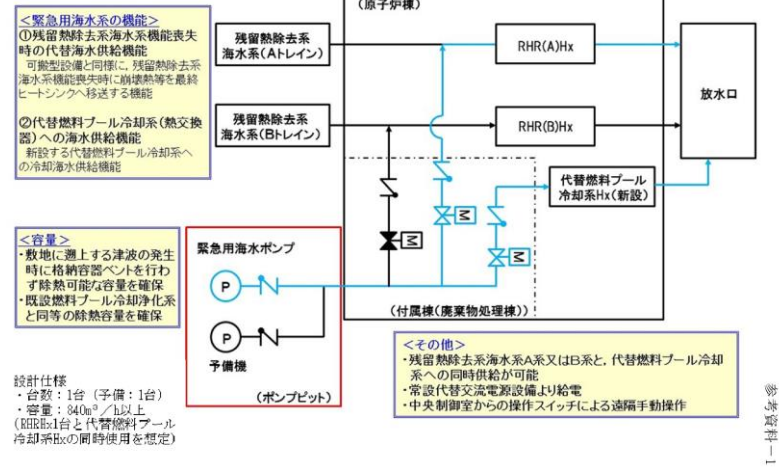 <緊急用海水系の機能>
①残留熱除去系海水系機能喪失
時の代替海水供給機能
可搬型設備と同様に,残留熱除去系
海水系機能喪失時に崩壊熱等を最終
ヒートシンクへ移送する機能
②代替燃料プール冷却系(熱交換
器)への海水供給機能
新設する代替燃料プール冷却系へ
の冷却海水供給機能
(原子炉棟)
残留熱除去系
海水系(Aトレイン)
RHR(A)Hx
放水口
残留熱除去系
海水系(Bトレイン)
RHR(B)Hx
代替燃料プール
冷却系Hx(新設)
M
M
M
<容量>
・敷地に遡上する津波の発生
時に格納容器ベントを行わ
ず除熱可能な容量を確保
・既設燃料プール冷却浄化系
と同等の除熱容量を確保
緊急用海水ポンプ
P
P
予備機
(ポンプピット)
(付属棟(廃棄物処理棟))
<その他>
・残留熱除去系海水系A系又はB系と,代替燃料プール冷却
系への同時供給が可能
・常設代替交流電源設備より給電
・中央制御室からの操作スイッチによる遠隔手動操作
設計仕様
・台数:1台(予備:1台)
・容量:840m³/h以上
(RHRHx1台と代替燃料プール
冷却系Hxの同時使用を想定)
参考資料-1